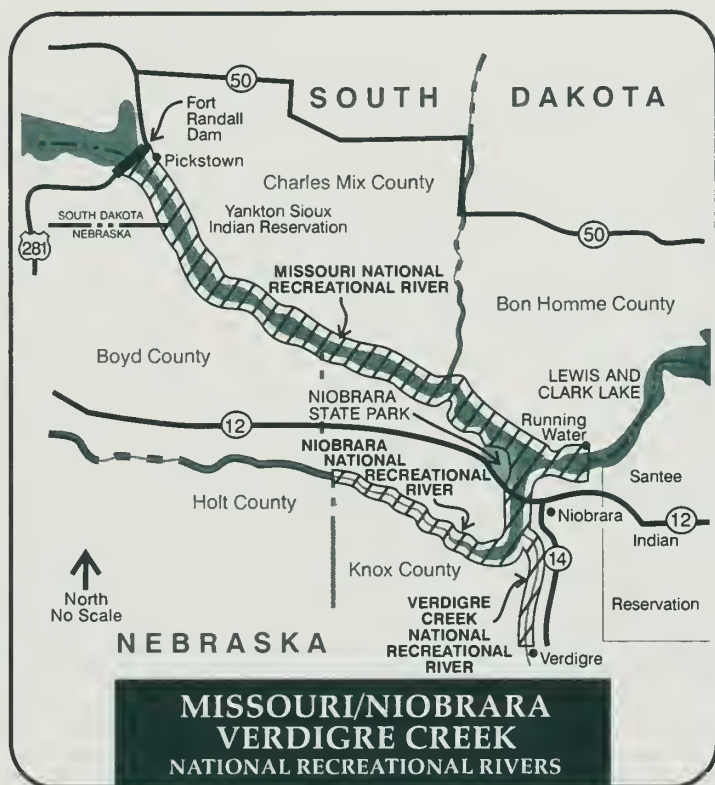 50
SOUTH DAKOTA
Fort
Randall
Dam
Pickstown
Charles Mix County
Yankton Sioux
Indian Reservation
SOUTH DAKOTA
NEBRASKA
281
50
MISSOURI NATIONAL
RECREATIONAL RIVER
Bon Homme County
Boyd County
LEWIS AND
CLARK LAKE
NIOBRARA
STATE PARK
Running
Water
12
NIOBRARA
NATIONAL
RECREATIONAL
RIVER
Santee
Holt County
Niobrara
12
Indian
14
Knox County
North
No Scale
Reservation
VERDIGRE
CREEK
NATIONAL
RECREATIONAL
RIVER
NEBRASKA
Verdigre
MISSOURI/NIOBRARA
VERDIGRE CREEK
NATIONAL RECREATIONAL RIVERS